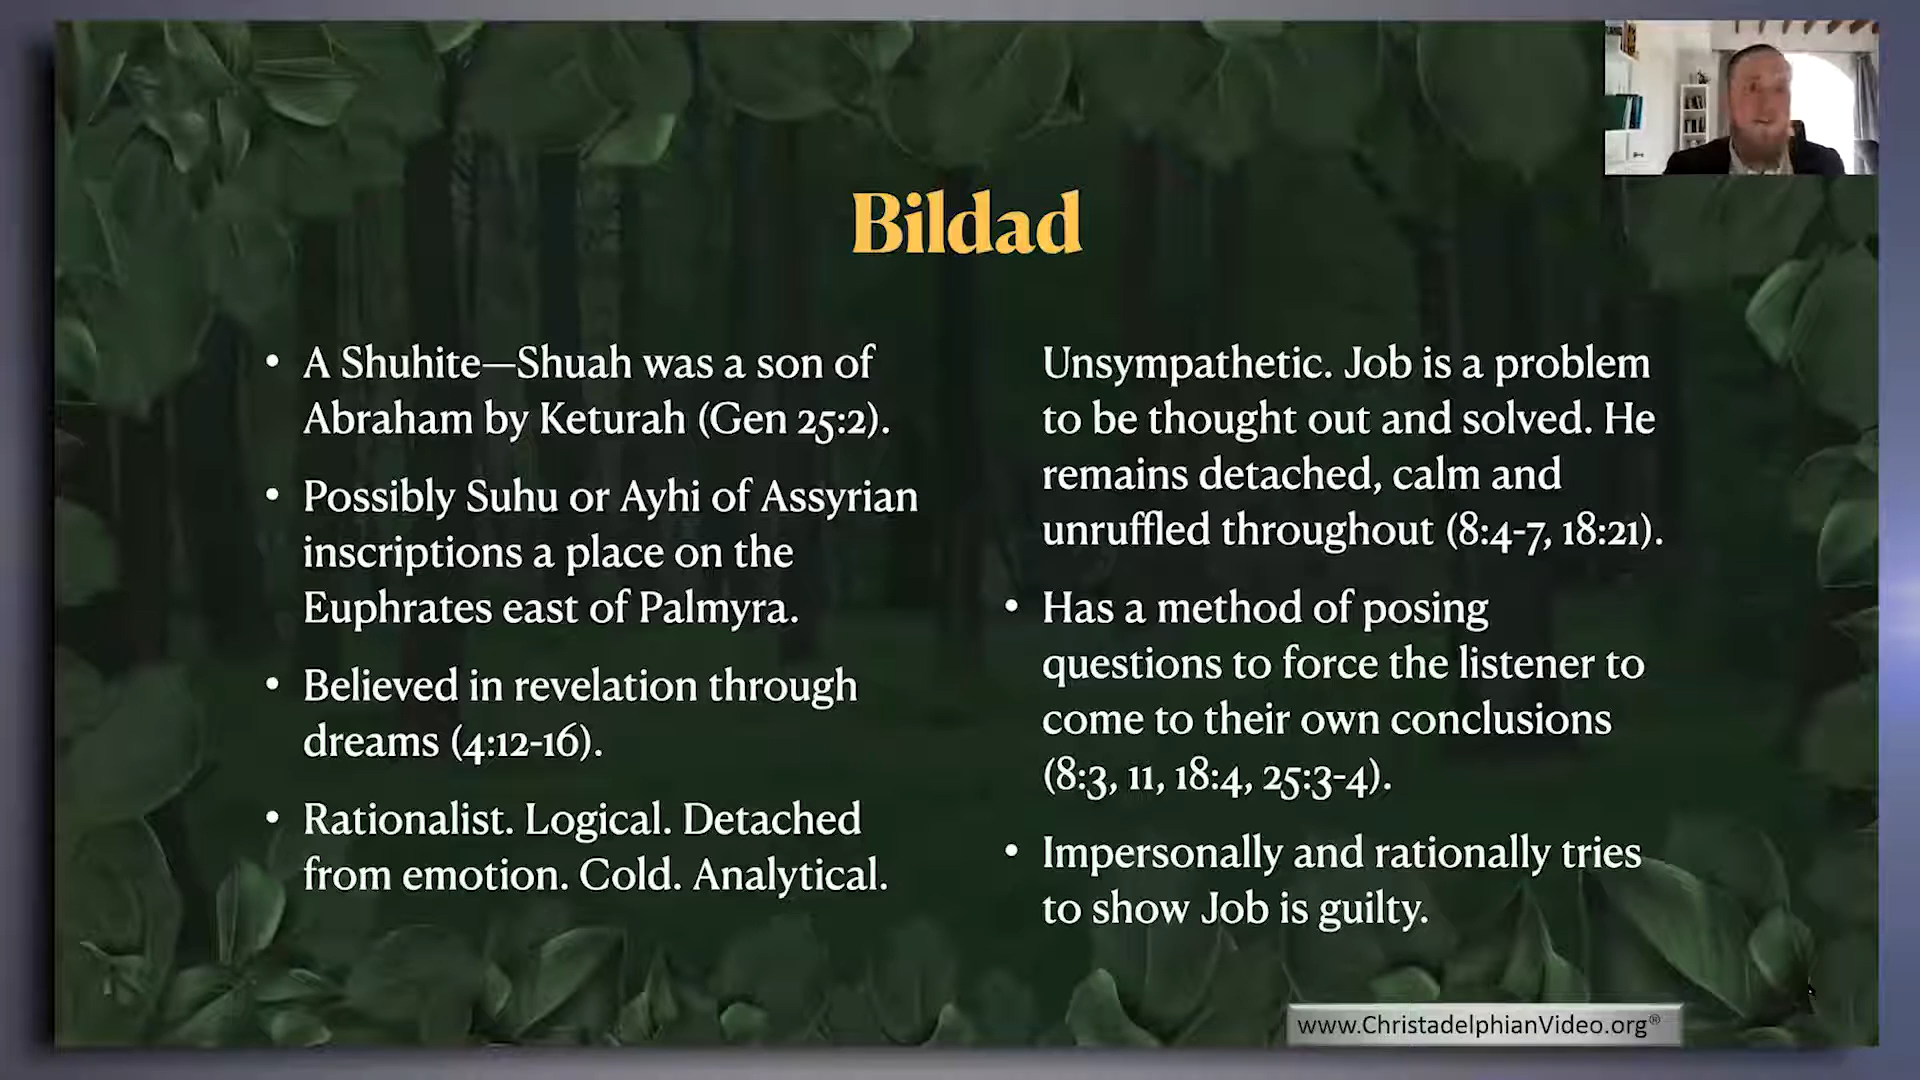 Bildad
• A Shuhite—Shuah was a son of
Abraham by Keturah (Gen 25:2).
• Possibly Suhu or Ayhi of Assyrian
inscriptions a place on the
Euphrates east of Palmyra.
• Believed in revelation through
dreams (4:12-16).
• Rationalist. Logical. Detached
from emotion. Cold. Analytical.
Unsympathetic. Job is a problem
to be thought out and solved. He
remains detached, calm and
unruffled throughout (8:4-7, 18:21).
• Has a method of posing
questions to force the listener to
come to their own conclusions
(8:3, 11, 18:4, 25:3-4).
• Impersonally and rationally tries
to show Job is guilty.
www.ChristadelphianVideo.org®